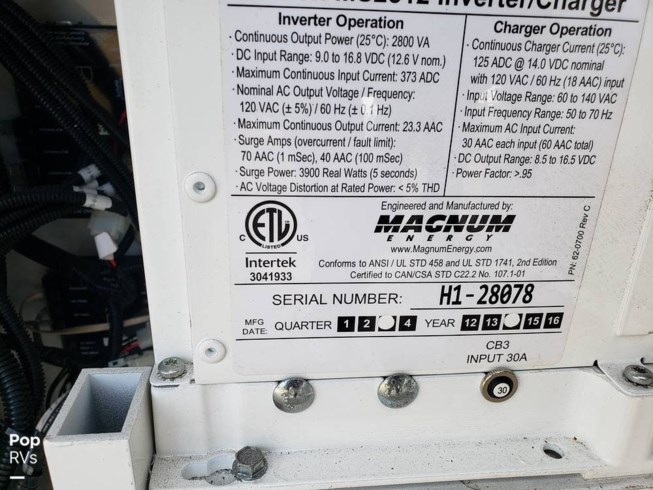 Inverter/Charger
Inverter Operation
· Continuous Output Power (25°C): 2800 VA
· DC Input Range: 9.0 to 16.8 VDC (12.6 V nom.)
· Maximum Continuous Input Current: 373 ADC
· Nominal AC Output Voltage / Frequency:
120 VAC (± 5%) / 60 Hz (± 0.1 Hz)
· Maximum Continuous Output Current: 23.3 AAC
· Surge Amps (overcurrent / fault limit):
70 AAC (1 mSec), 40 AAC (100 mSec)
· Surge Power: 3900 Real Watts (5 seconds)
· AC Voltage Distortion at Rated Power: < 5% THD
Charger Operation
· Continuous Charger Current (25°C):
125 ADC @ 14.0 VDC nominal
with 120 VAC / 60 Hz (18 AAC) input
· Input Voltage Range: 60 to 140 VAC
· Input Frequency Range: 50 to 70 Hz
· Maximum AC Input Current:
30 AAC each input (60 AAC total)
· DC Output Range: 8.5 to 16.5 VDC
· Power Factor: >.95
C ETL US
LISTED
Intertek
3041933
Engineered and Manufactured by:
MAGNUM
ENERGY
www.MagnumEnergy.com
Conforms to ANSI / UL STD 458 and UL STD 1741, 2nd Edition
Certified to CAN/CSA STD C22.2 No. 107.1-01
PN: 62-0700 Rev C
SERIAL NUMBER: H1-28078
MFG DATE: QUARTER 1 2 4 YEAR 12 13 15 16
CB3
INPUT 30A
30
Pop
RVs